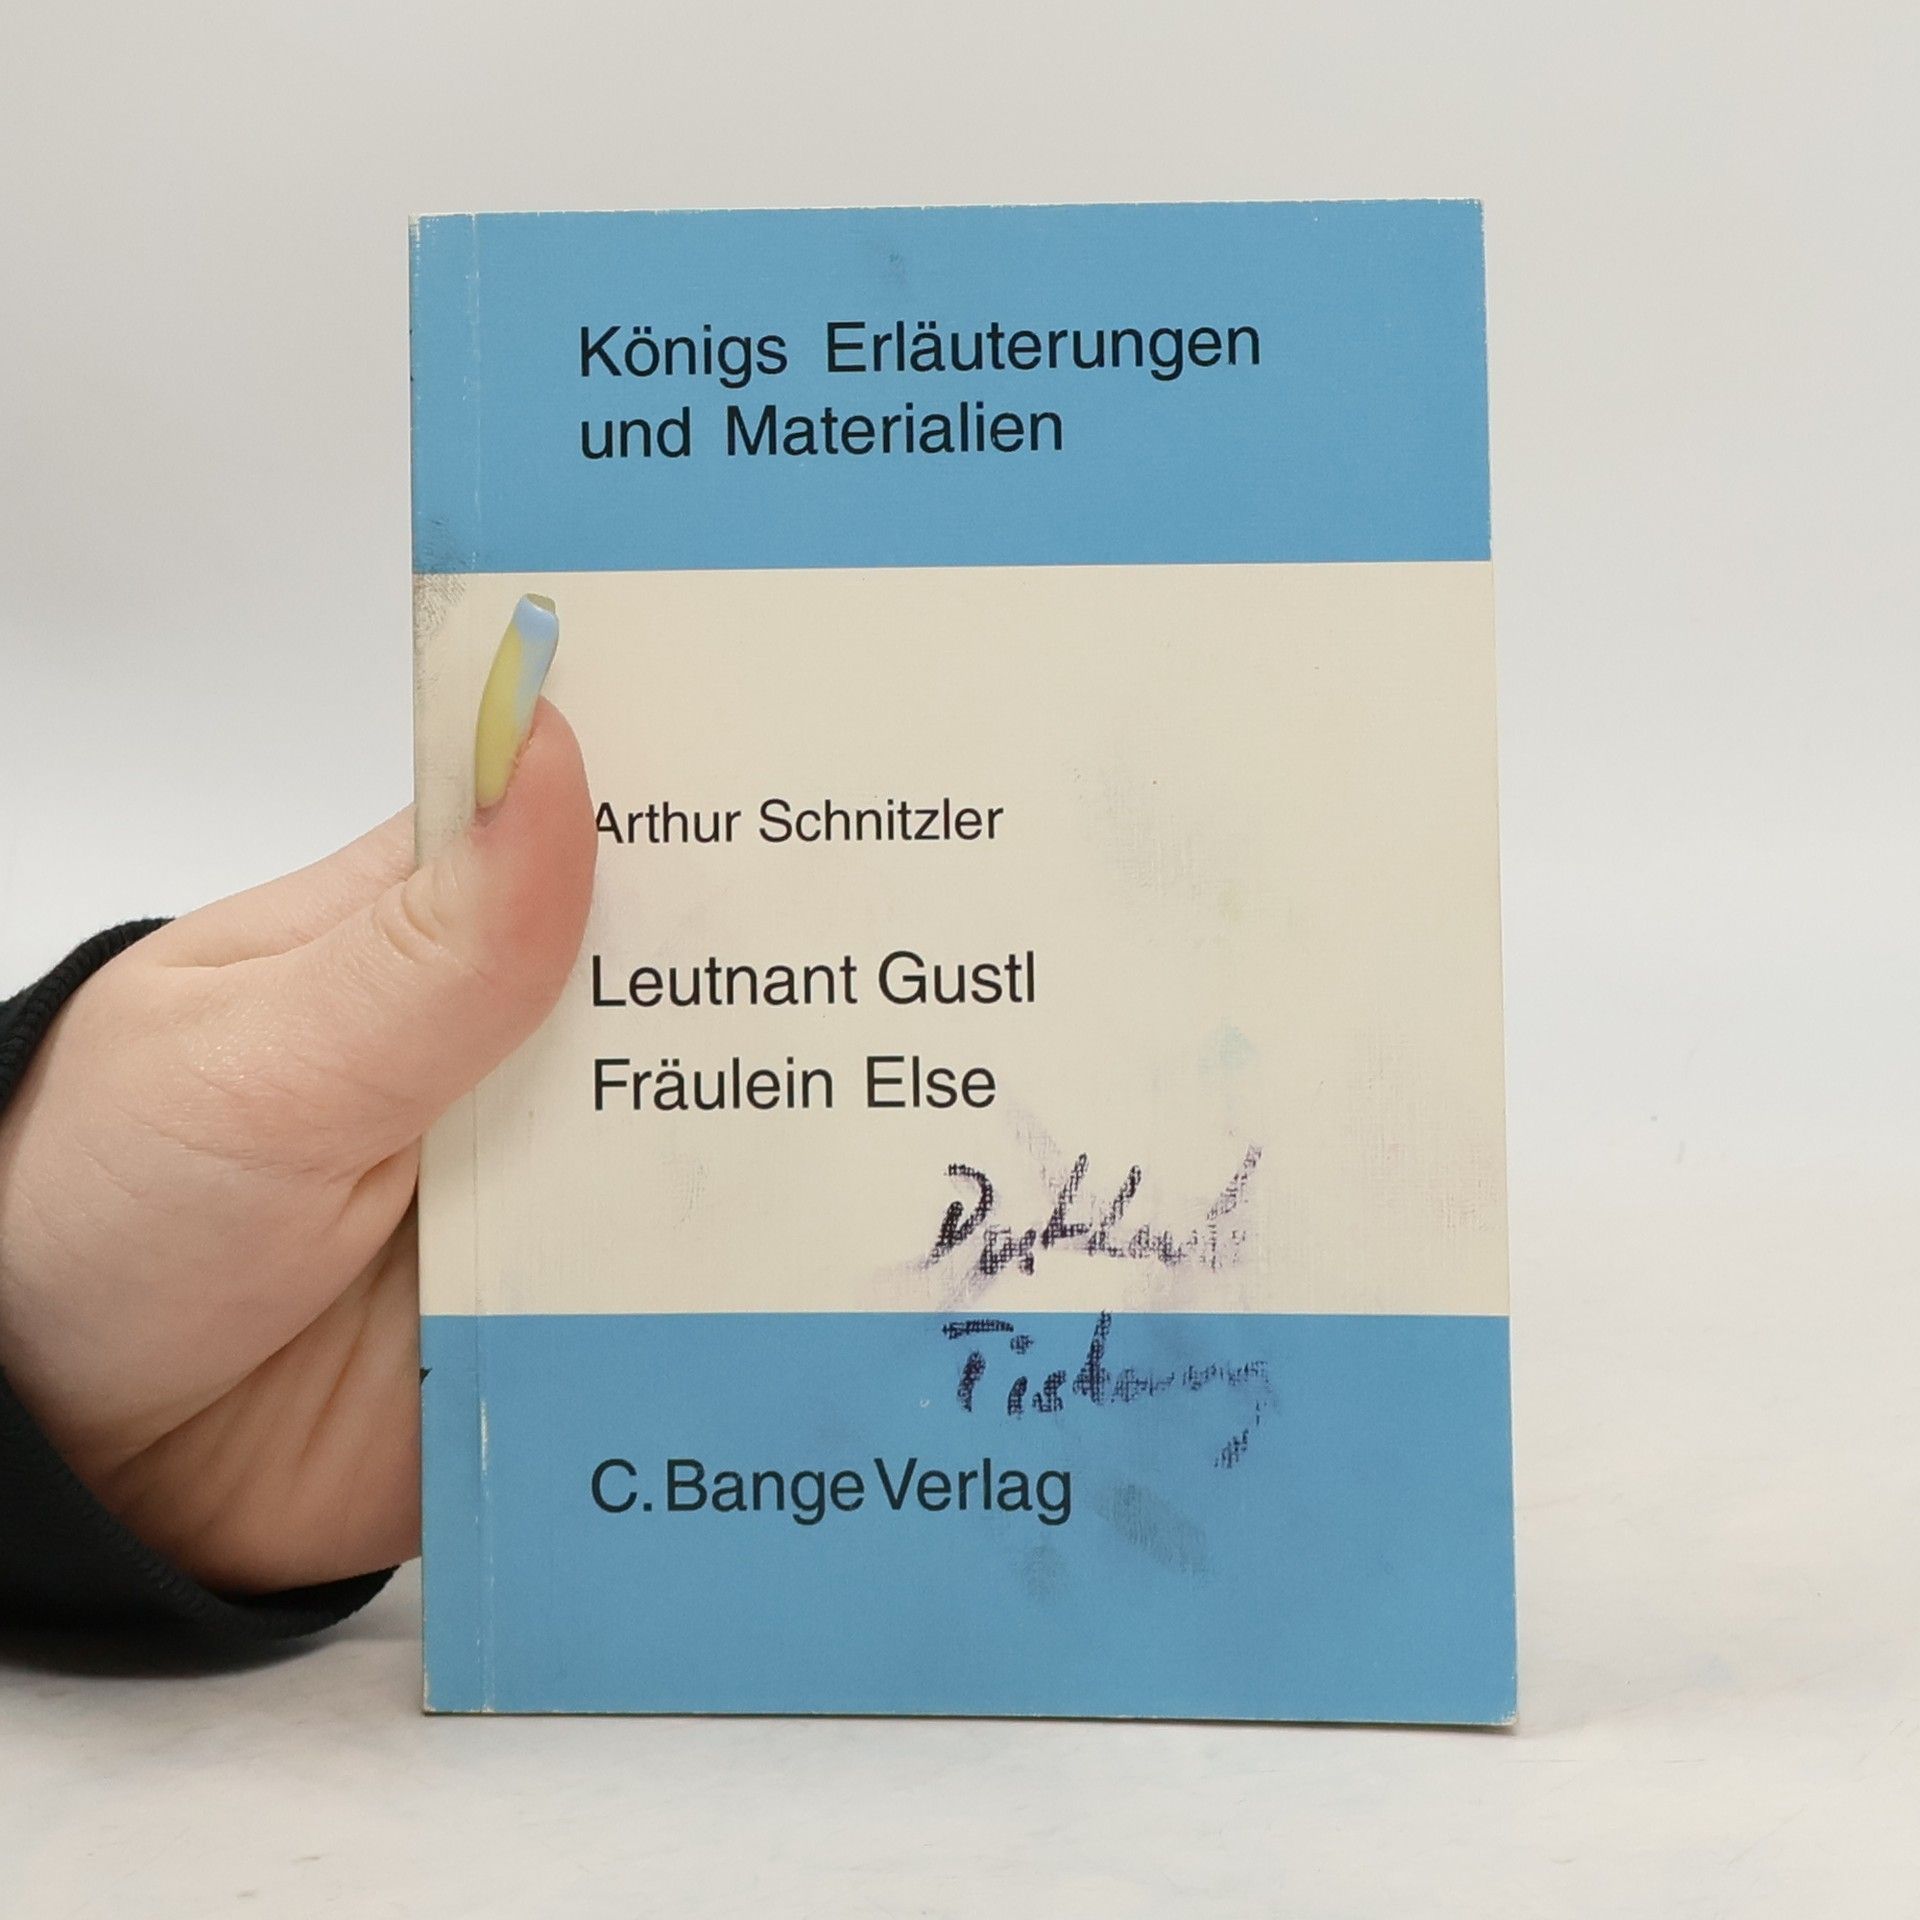 Königs Erläuterungen
und Materialien
Arthur Schnitzler
Leutnant Gustl
Fräulein Else
C. Bange Verlag